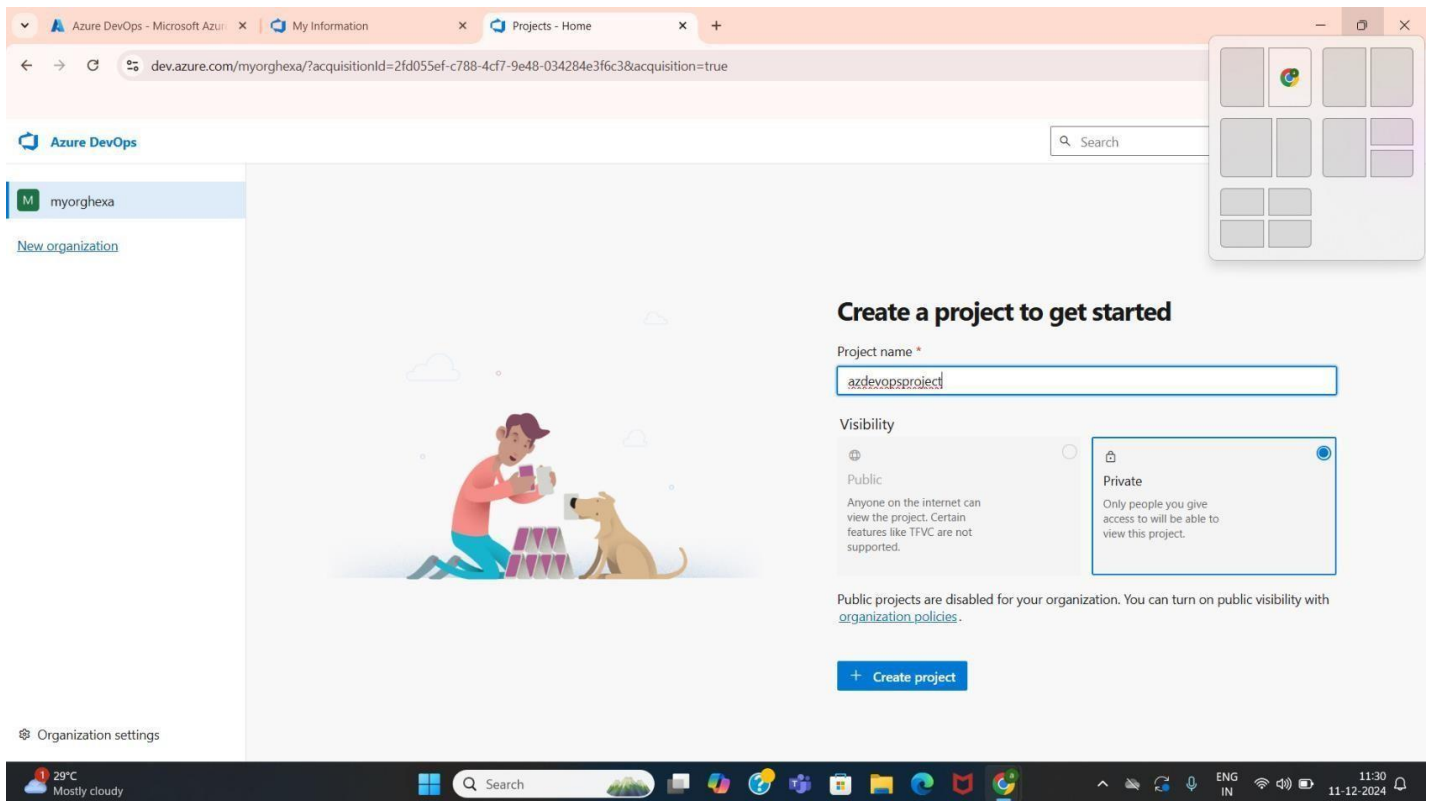 Azure DevOps - Microsoft Azur
My Information
Projects - Home
dev.azure.com/myorghexa/?acquisitionId=2fd055ef-c788-4cf7-9e48-034284e3f6c3&acquisition=true
Azure DevOps
Search
M myorghexa
New organization
Create a project to get started
Project name *
azdevopsproject
Visibility
Public
Anyone on the internet can
view the project. Certain
features like TFVC are not
supported.
Private
Only people you give
access to will be able to
view this project.
Public projects are disabled for your organization. You can turn on public visibility with
organization policies.
+ Create project
Organization settings
1
29°C
Mostly cloudy
Search
ENG
IN
11:30
11-12-2024